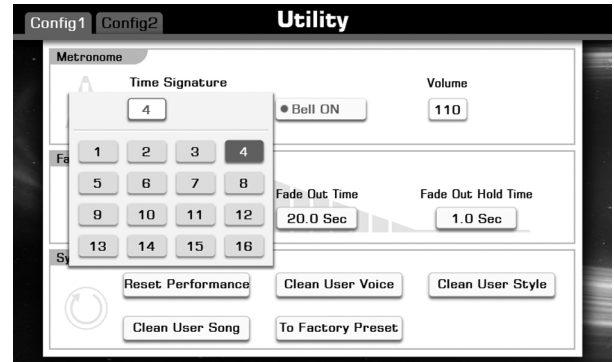 Config1 Config2 Utility
Metronome
Time Signature Volume
4 Bell ON 110
1 2 3 4
Fa
5 6 7 8
Fade Out Time Fade Out Hold Time
9 10 11 12
20.0 Sec 1.0 Sec
13 14 15 16
Sy
Reset Performance Clean User Voice Clean User Style
Clean User Song To Factory Preset